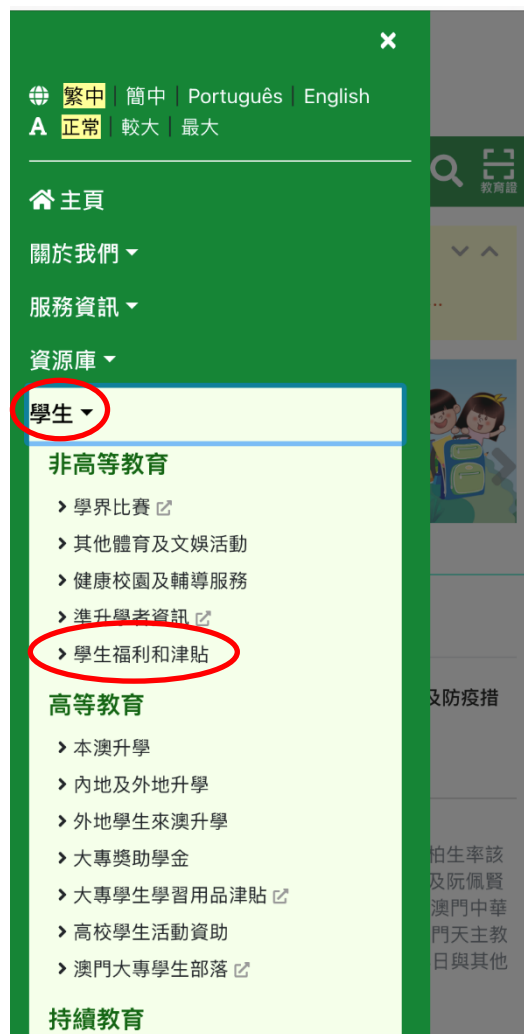 ×
繁中 | 簡中 | Português | English
A 正常 | 較大 | 最大
教育證
主頁
關於我們
服務資訊
..
資源庫
學生
非高等教育
學界比賽
其他體育及文娛活動
健康校園及輔導服務
準升學者資訊
學生福利和津貼
高等教育
及防疫措
本澳升學
內地及外地升學
外地學生來澳升學
大專獎助學金
柏生率該
大專學生學習用品津貼
及阮佩賢
澳門中華
高校學生活動資助
門天主教
澳門大專學生部落
日與其他
持續教育